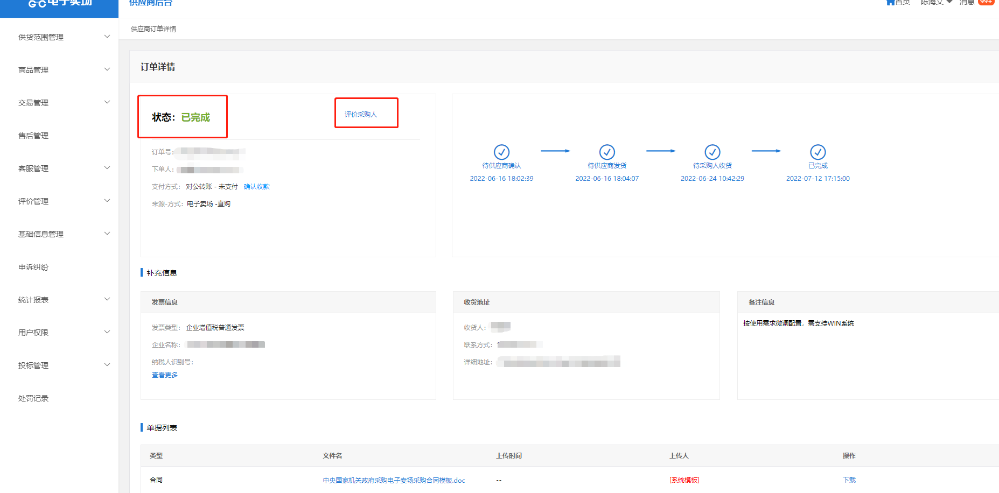 电子卖场
供应商后台
首页 陈海文 消息 99+
供应商订单详情
供货范围管理
商品管理
交易管理
售后管理
客服管理
评价管理
基础信息管理
申诉纠纷
统计报表
用户权限
投标管理
处罚记录
订单详情
状态：已完成
评价采购人
订单号:
下单人:
支付方式: 对公转账 - 未支付 确认收款
来源-方式: 电子卖场 -直购
待供应商确认
2022-06-16 18:02:39
待供应商发货
2022-06-16 18:04:07
待采购人收货
2022-06-24 10:42:29
已完成
2022-07-12 17:15:00
补充信息
发票信息
发票类型: 企业增值税普通发票
企业名称:
纳税人识别号:
查看更多
收货地址
收货人:
联系方式:
详细地址:
备注信息
按使用需求微调配置，需支持WIN系统
单据列表
类型 文件名 上传时间 上传人 操作
合同 中央国家机关政府采购电子卖场采购合同模板.doc -- [系统模板] 下载